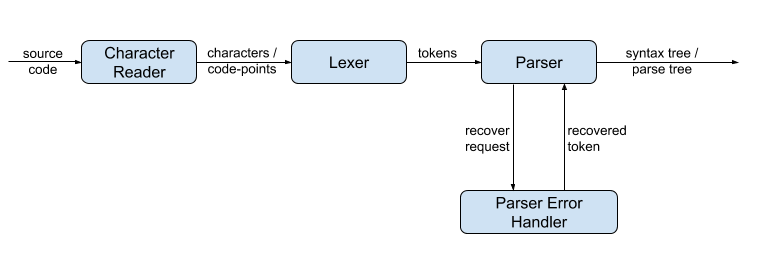 source
code
Character
Reader
characters /
code-points
Lexer
tokens
Parser
syntax tree /
parse tree
recover
request
recovered
token
Parser Error
Handler